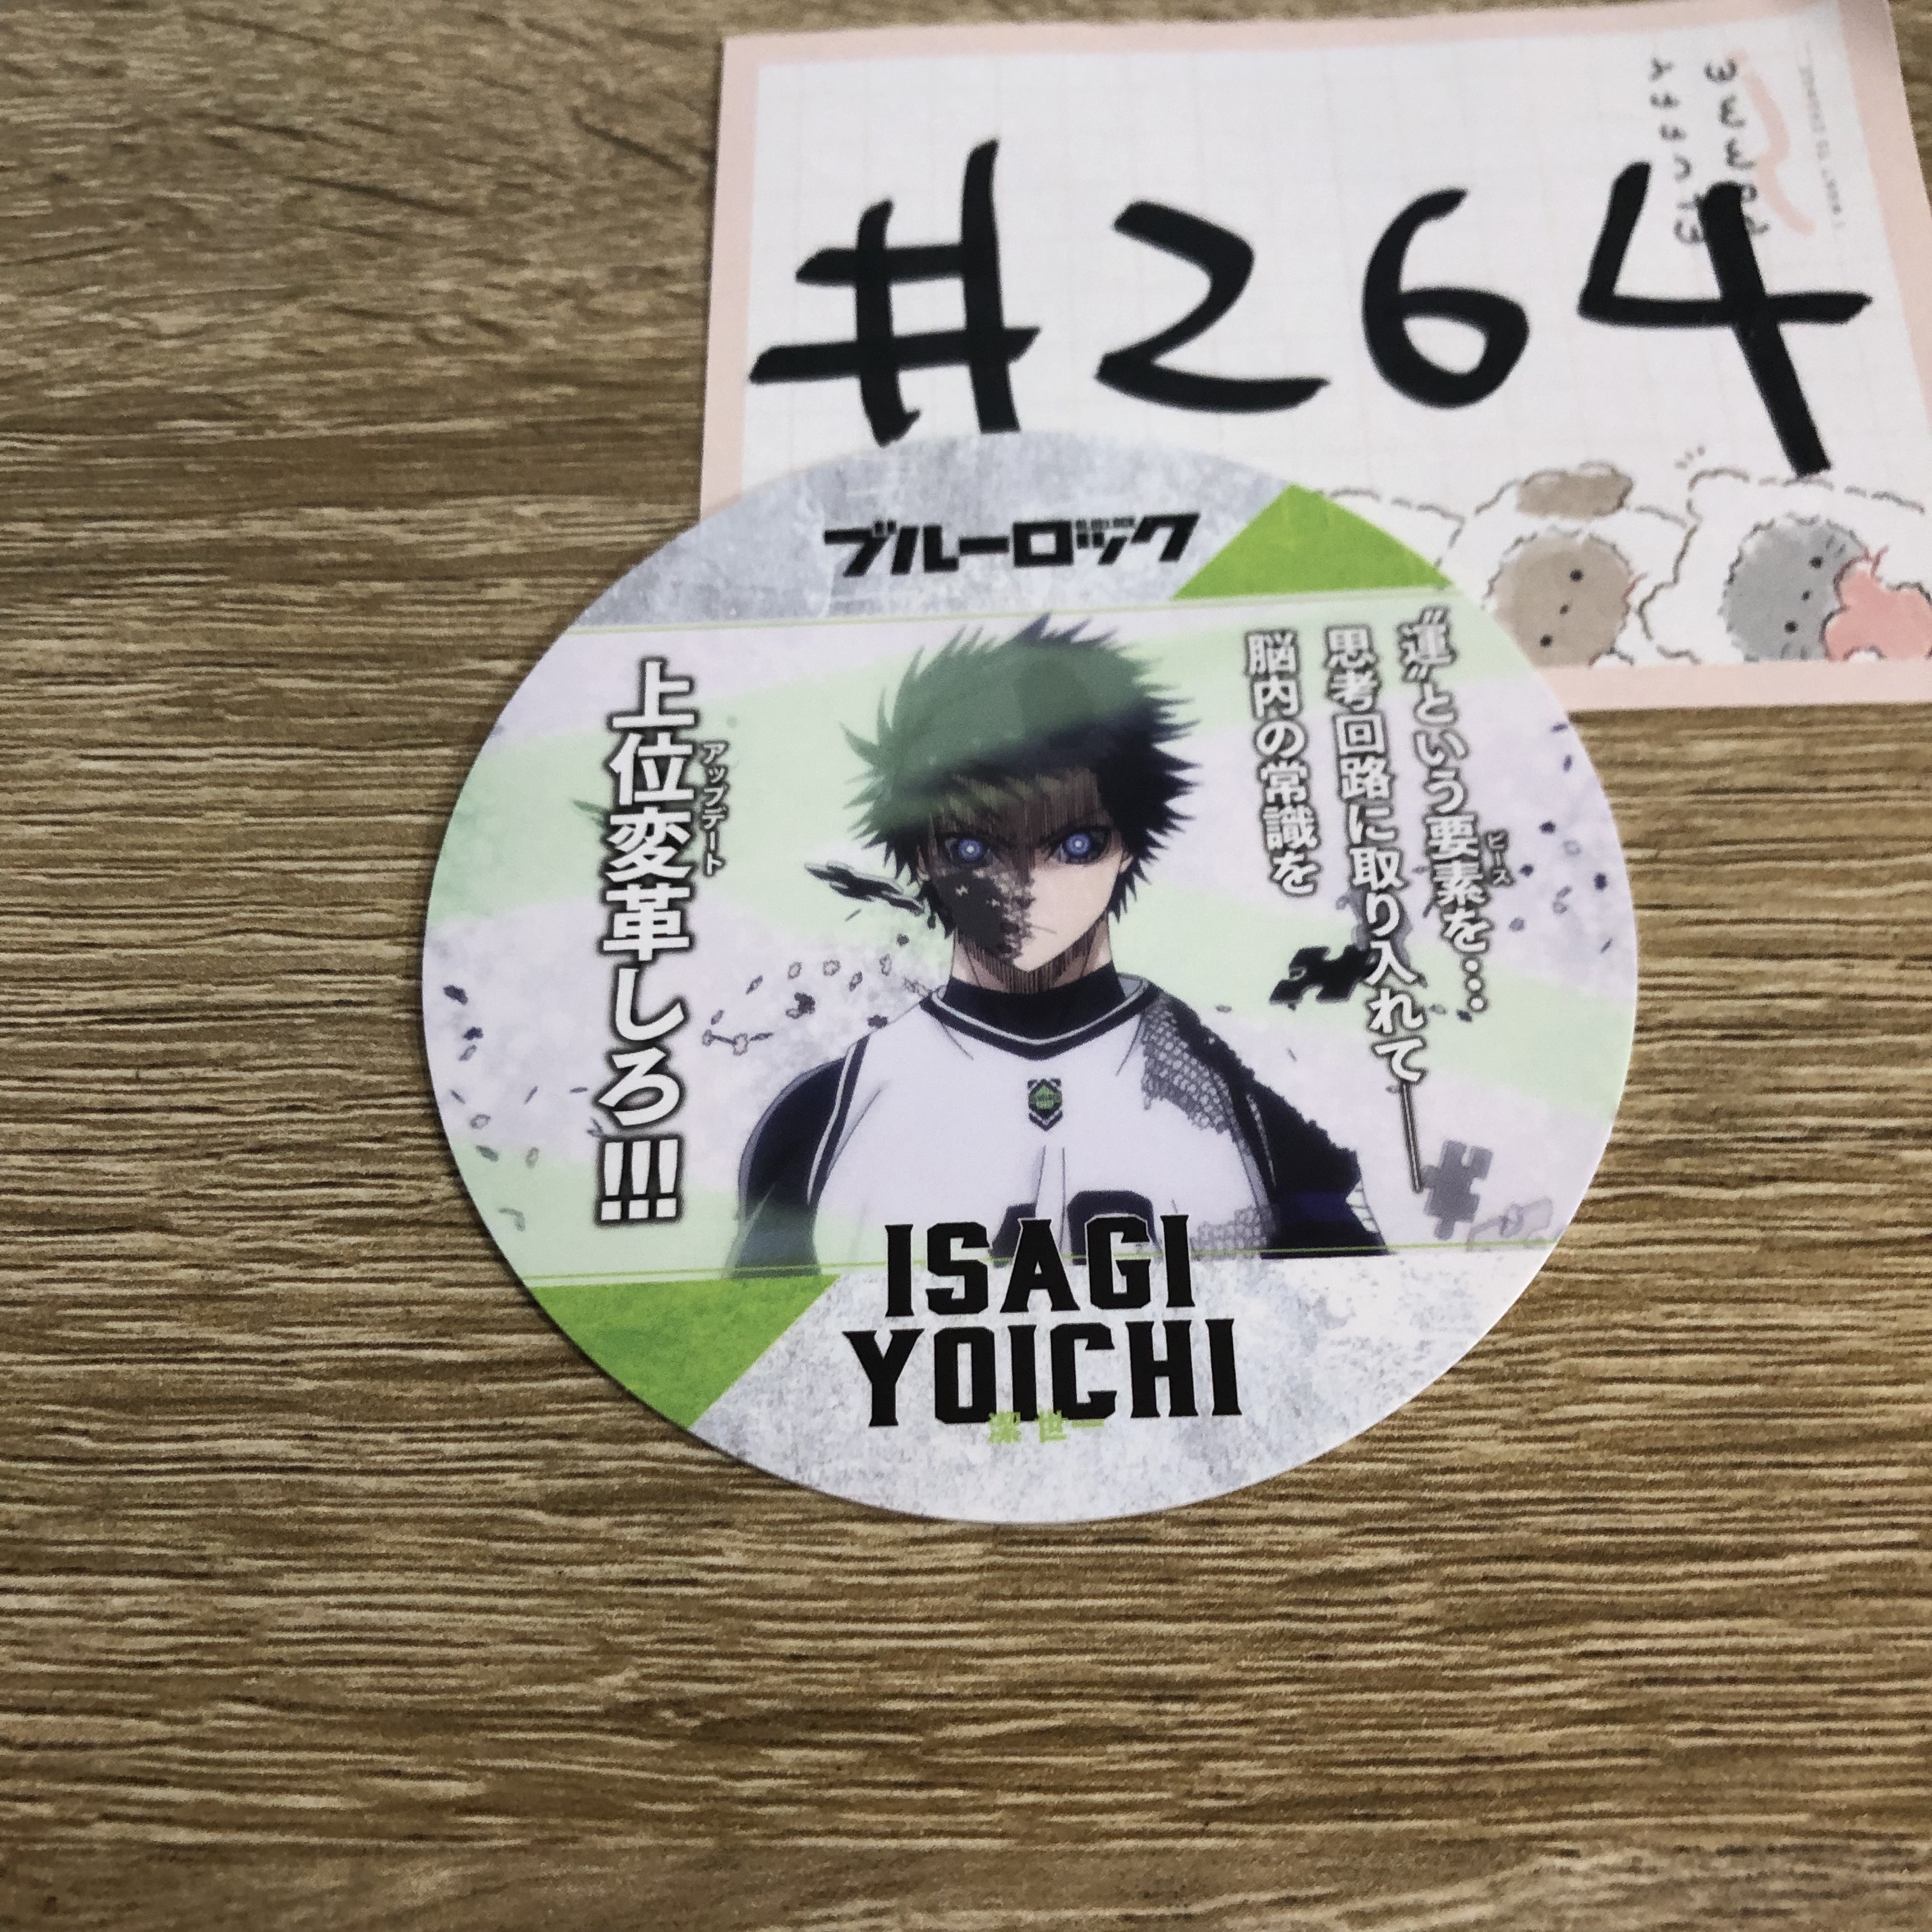 #264
ブルーロック
〝運〟という要素を…
ピース
思考回路に取り入れて──
脳内の常識を
上位変革しろ!!!
アップデート
ISAGI
YOICHI
潔 世一